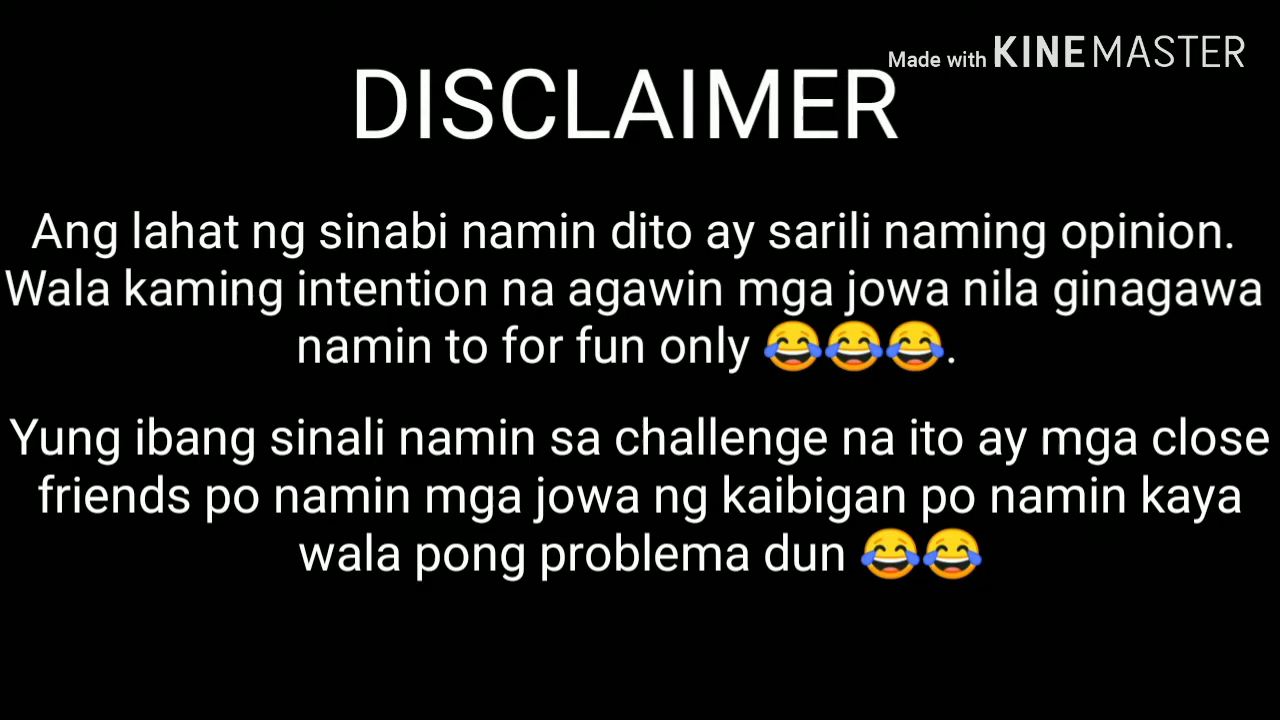 Made with KINEMASTER
DISCLAIMER
Ang lahat ng sinabi namin dito ay sarili naming opinion.
Wala kaming intention na agawin mga jowa nila ginagawa
namin to for fun only 😂😂😂.
Yung ibang sinali namin sa challenge na ito ay mga close
friends po namin mga jowa ng kaibigan po namin kaya
wala pong problema dun 😂😂